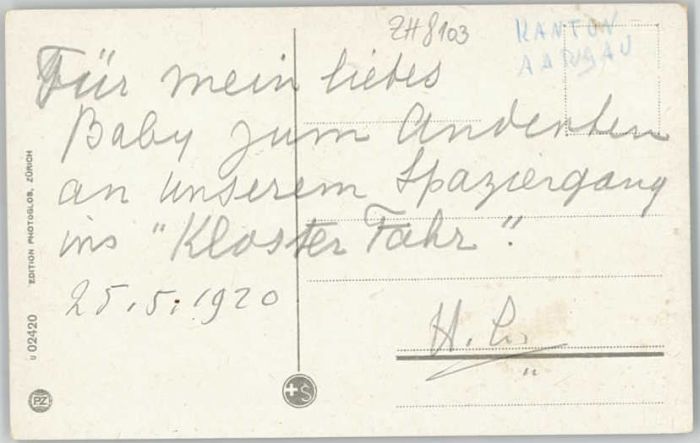 ZH 8103
KANTON
AARGAU
Für mein liebes
Baby zum Andenken
an unserem Spaziergang
ins "Kloster Fahr".
25.5.1920
EDITION PHOTOGLOB, ZÜRICH
U 02420
PZ
S